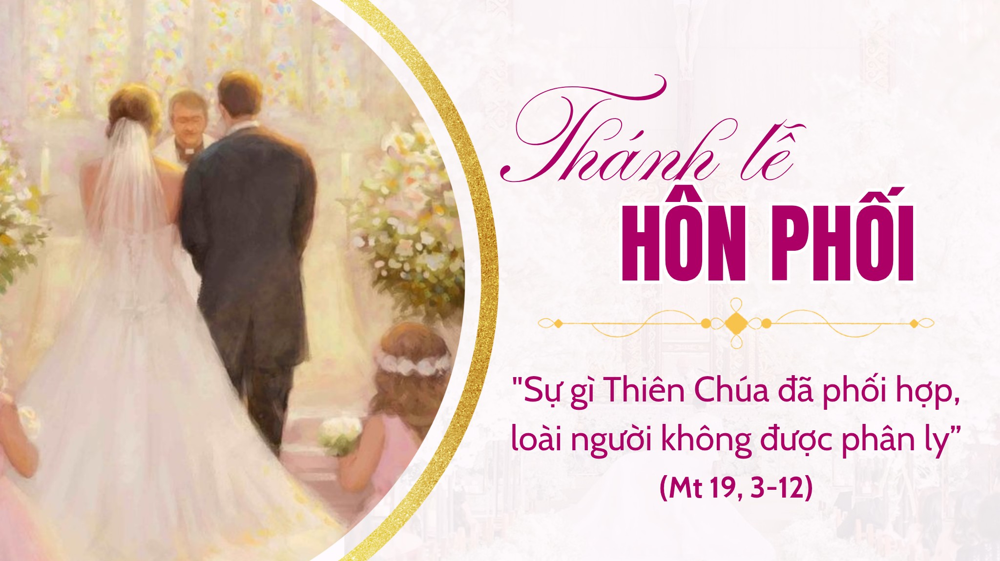 Thánh lễ
HÔN PHỐI
"Sự gì Thiên Chúa đã phối hợp,
loài người không được phân ly”
(Mt 19, 3-12)